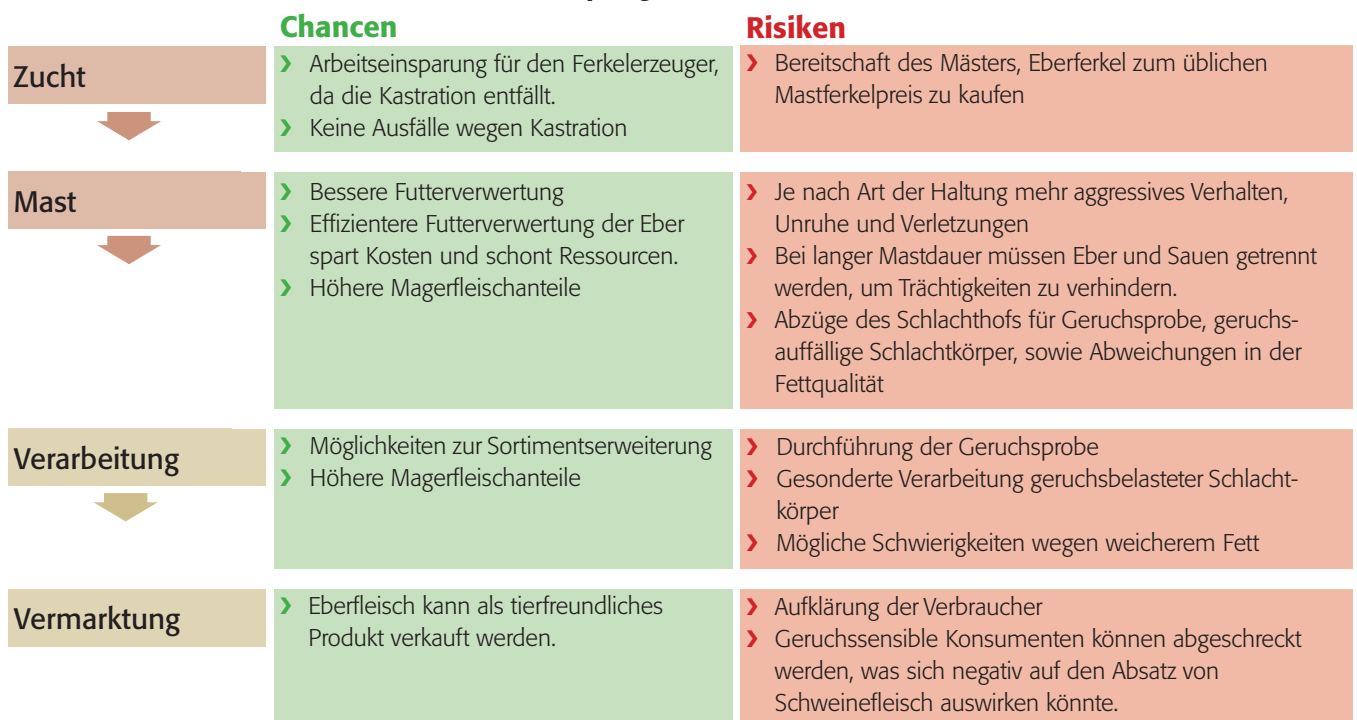 Chancen
Risiken
Zucht
› Arbeitseinsparung für den Ferkelerzeuger,
da die Kastration entfällt.
› Keine Ausfälle wegen Kastration
› Bereitschaft des Mästers, Eberferkel zum üblichen
Mastferkelpreis zu kaufen
Mast
› Bessere Futterverwertung
› Effizientere Futterverwertung der Eber
spart Kosten und schont Ressourcen.
› Höhere Magerfleischanteile
› Je nach Art der Haltung mehr aggressives Verhalten,
Unruhe und Verletzungen
› Bei langer Mastdauer müssen Eber und Sauen getrennt
werden, um Trächtigkeiten zu verhindern.
› Abzüge des Schlachthofs für Geruchsprobe, geruchs-
auffällige Schlachtkörper, sowie Abweichungen in der
Fettqualität
Verarbeitung
› Möglichkeiten zur Sortimentserweiterung
› Höhere Magerfleischanteile
› Durchführung der Geruchsprobe
› Gesonderte Verarbeitung geruchsbelasteter Schlacht-
körper
› Mögliche Schwierigkeiten wegen weicherem Fett
Vermarktung
› Eberfleisch kann als tierfreundliches
Produkt verkauft werden.
› Aufklärung der Verbraucher
› Geruchssensible Konsumenten können abgeschreckt
werden, was sich negativ auf den Absatz von
Schweinefleisch auswirken könnte.